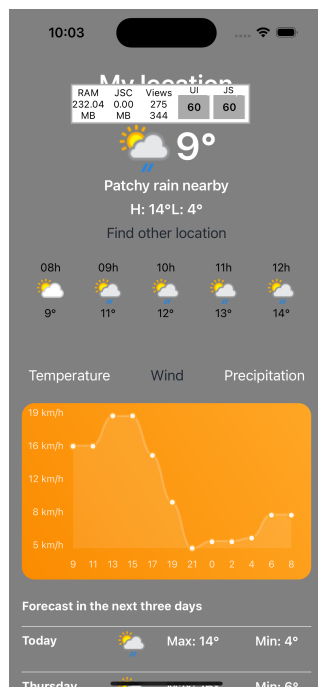 10:03
My location
RAM JSC Views UI JS
232.04 0.00 275 60 60
MB MB 344
9°
Patchy rain nearby
H: 14°L: 4°
Find other location
08h 09h 10h 11h 12h
9° 11° 12° 13° 14°
Temperature Wind Precipitation
19 km/h
16 km/h
12 km/h
8 km/h
5 km/h
9 11 13 15 17 19 21 0 2 4 6 8
Forecast in the next three days
Today Max: 14° Min: 4°
Thursday Min: 6°